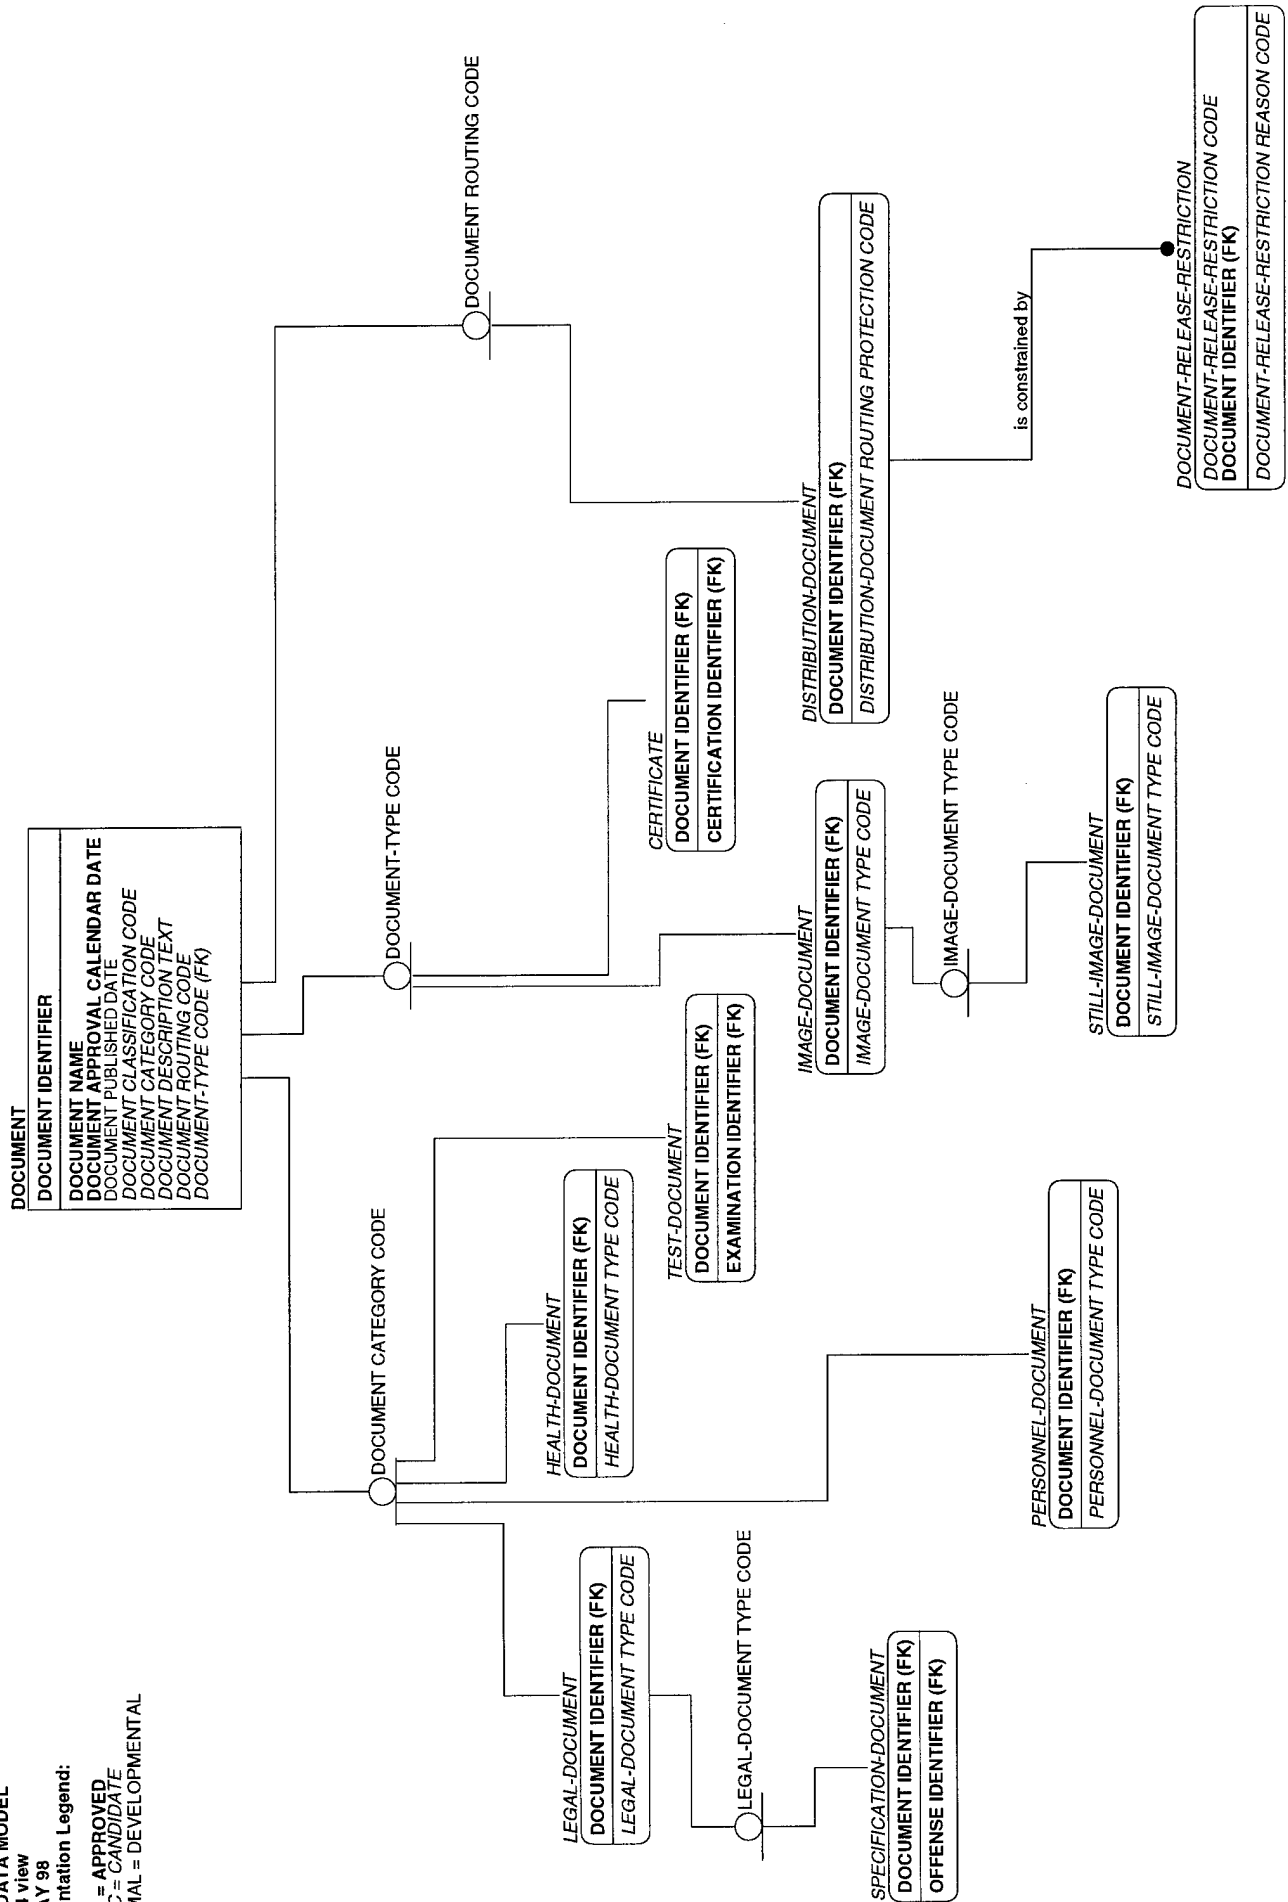 DATA MODEL
view
98
Legend:
= APPROVED
= CANDIDATE
= DEVELOPMENTAL
DOCUMENT
DOCUMENT IDENTIFIER
DOCUMENT NAME
DOCUMENT APPROVAL CALENDAR DATE
DOCUMENT PUBLISHED DATE
DOCUMENT CLASSIFICATION CODE
DOCUMENT CATEGORY CODE
DOCUMENT DESCRIPTION TEXT
DOCUMENT ROUTING CODE
DOCUMENT-TYPE CODE (FK)
DOCUMENT CATEGORY CODE
DOCUMENT-TYPE CODE
DOCUMENT ROUTING CODE
LEGAL-DOCUMENT
DOCUMENT IDENTIFIER (FK)
LEGAL-DOCUMENT TYPE CODE
HEALTH-DOCUMENT
DOCUMENT IDENTIFIER (FK)
HEALTH-DOCUMENT TYPE CODE
TEST-DOCUMENT
DOCUMENT IDENTIFIER (FK)
EXAMINATION IDENTIFIER (FK)
CERTIFICATE
DOCUMENT IDENTIFIER (FK)
CERTIFICATION IDENTIFIER (FK)
LEGAL-DOCUMENT TYPE CODE
IMAGE-DOCUMENT
DOCUMENT IDENTIFIER (FK)
IMAGE-DOCUMENT TYPE CODE
DISTRIBUTION-DOCUMENT
DOCUMENT IDENTIFIER (FK)
DISTRIBUTION-DOCUMENT ROUTING PROTECTION CODE
SPECIFICATION-DOCUMENT
DOCUMENT IDENTIFIER (FK)
OFFENSE IDENTIFIER (FK)
IMAGE-DOCUMENT TYPE CODE
is constrained by
PERSONNEL-DOCUMENT
DOCUMENT IDENTIFIER (FK)
PERSONNEL-DOCUMENT TYPE CODE
STILL-IMAGE-DOCUMENT
DOCUMENT IDENTIFIER (FK)
STILL-IMAGE-DOCUMENT TYPE CODE
DOCUMENT-RELEASE-RESTRICTION
DOCUMENT-RELEASE-RESTRICTION CODE
DOCUMENT IDENTIFIER (FK)
DOCUMENT-RELEASE-RESTRICTION REASON CODE